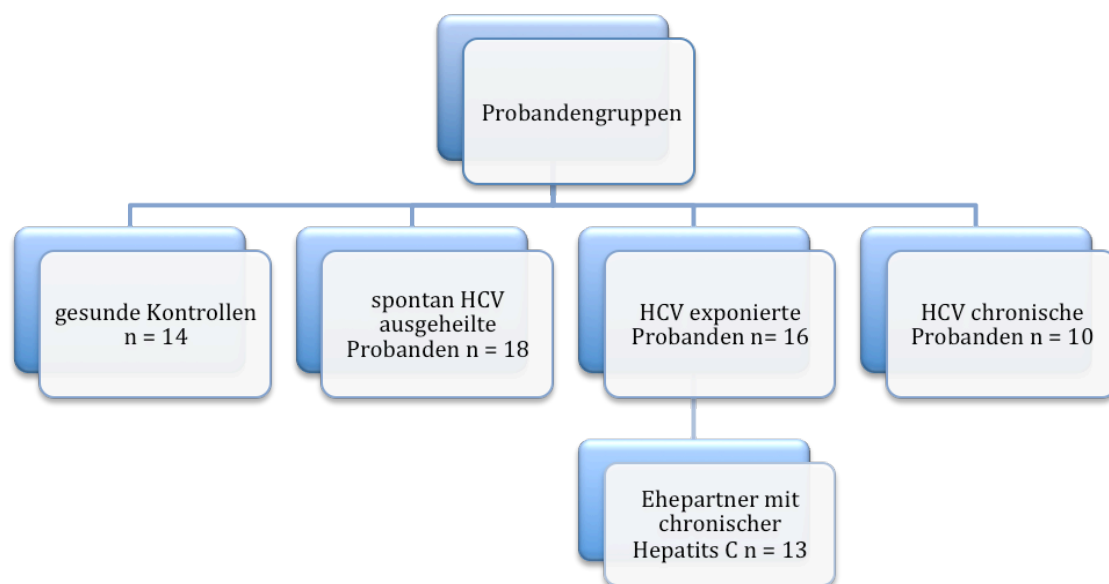 Probandengruppen
gesunde Kontrollen
n = 14
spontan HCV
ausgeheilte
Probanden n = 18
HCV exponierte
Probanden n= 16
HCV chronische
Probanden n = 10
Ehepartner mit
chronischer
Hepatits C n = 13